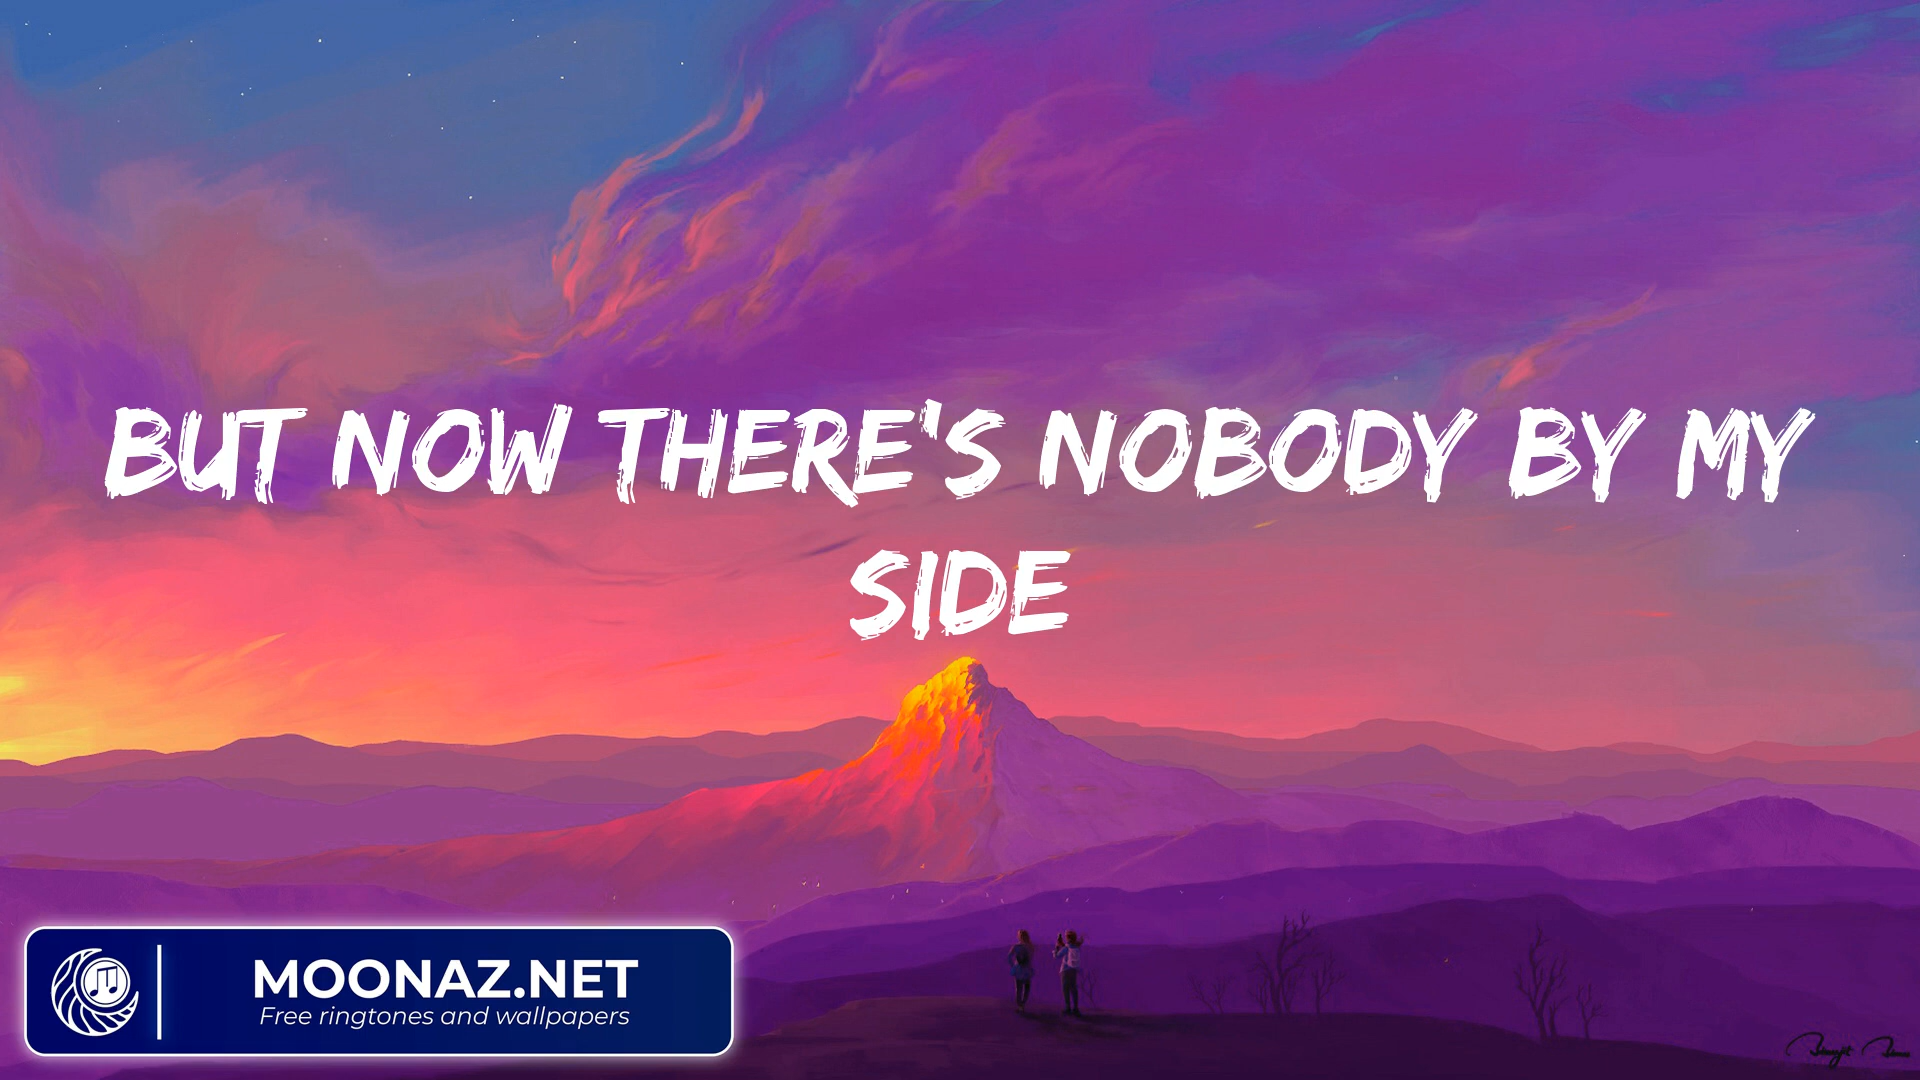 BUT NOW THERE'S NOBODY BY MY
SIDE
MOONAZ.NET
Free ringtones and wallpapers